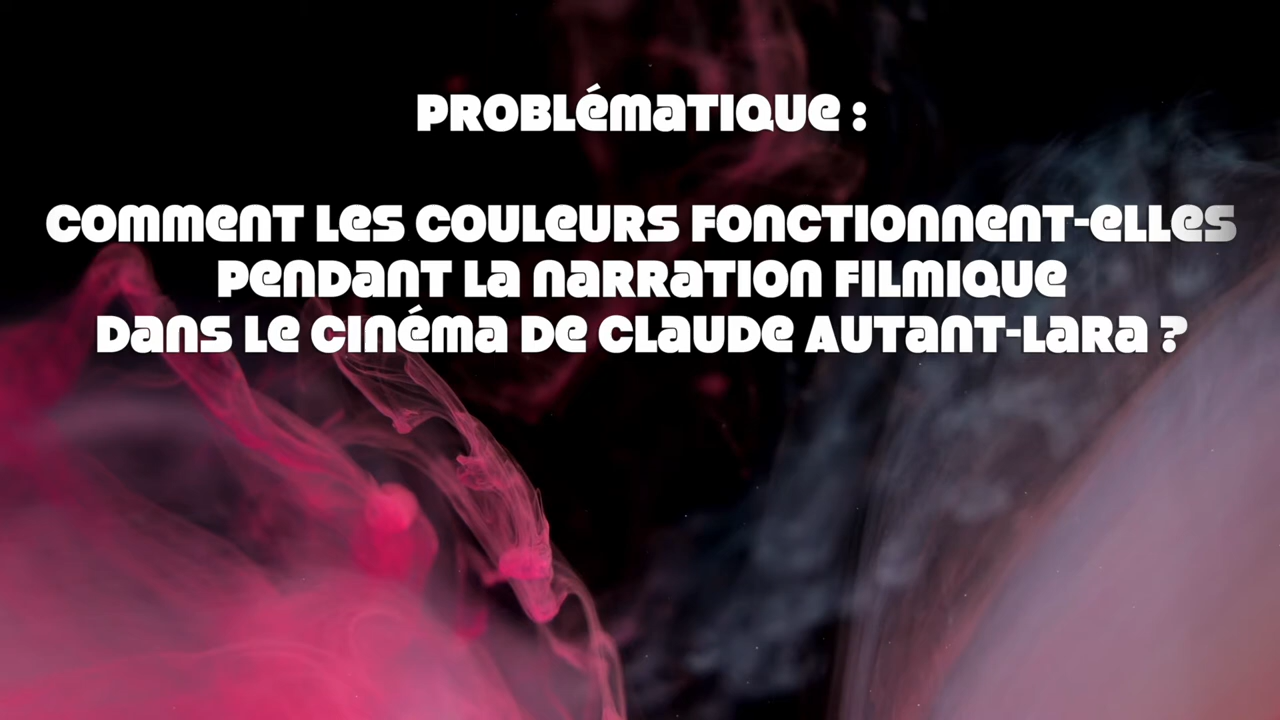 Problématique :
Comment les couleurs fonctionnent-elles
pendant la narration filmique
dans le cinéma de Claude Autant-Lara ?